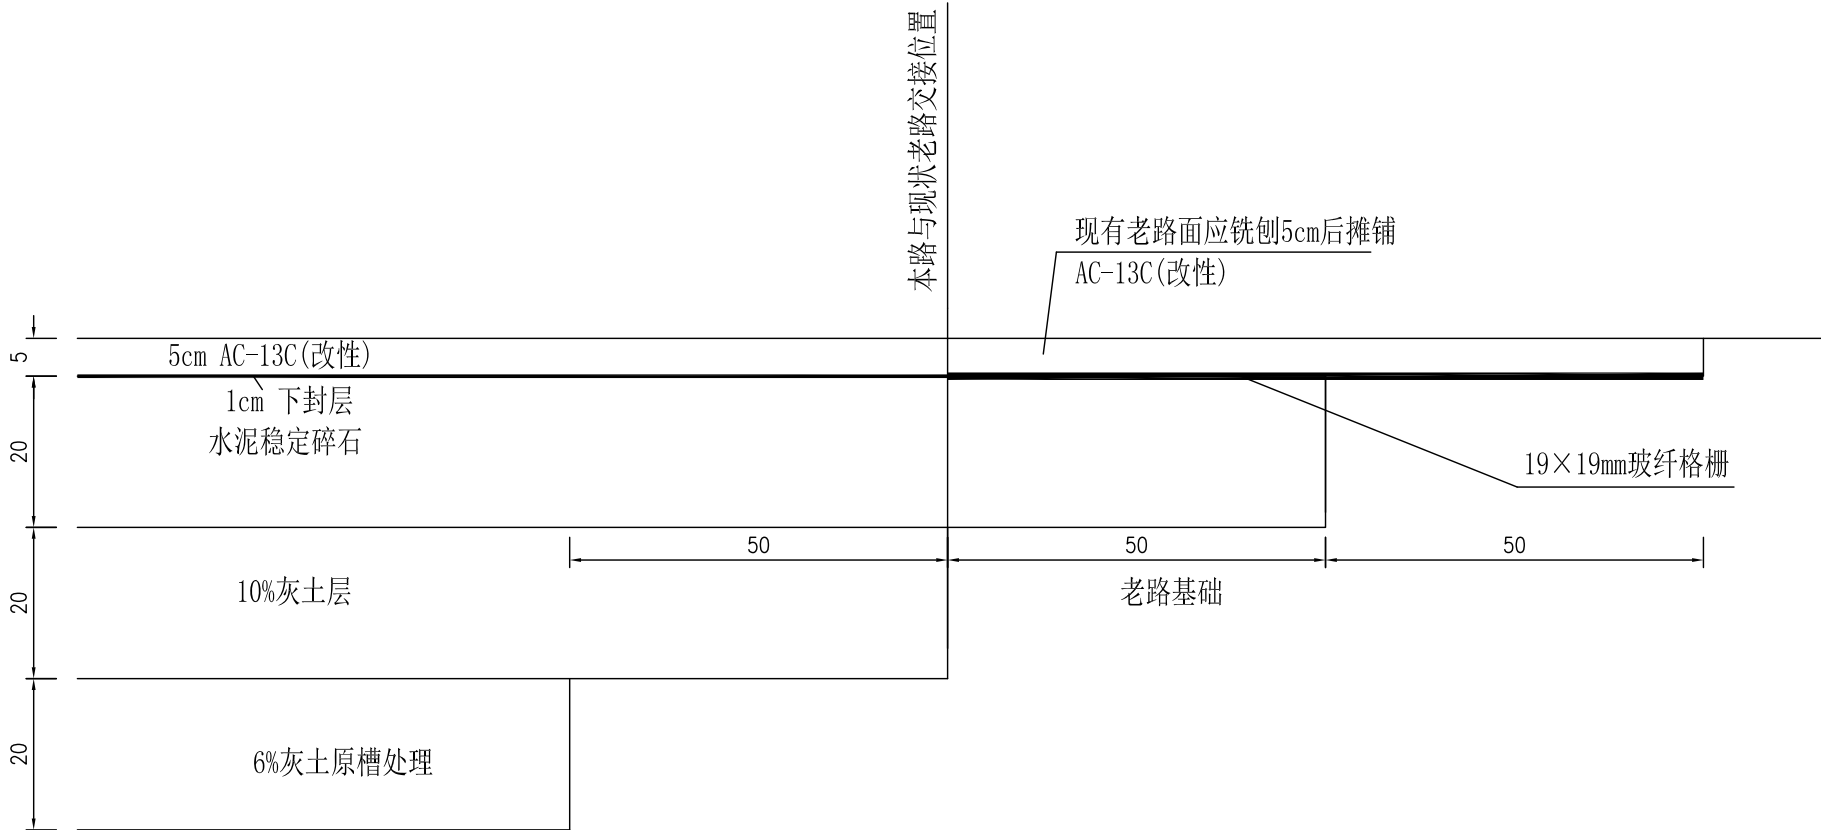 本路与现状老路交接位置
现有老路面应铣刨5cm后摊铺
AC-13C(改性)
5
5cm AC-13C(改性)
1cm 下封层
水泥稳定碎石
20
19×19mm玻纤格栅
50
50
50
10%灰土层
老路基础
20
6%灰土原槽处理
20